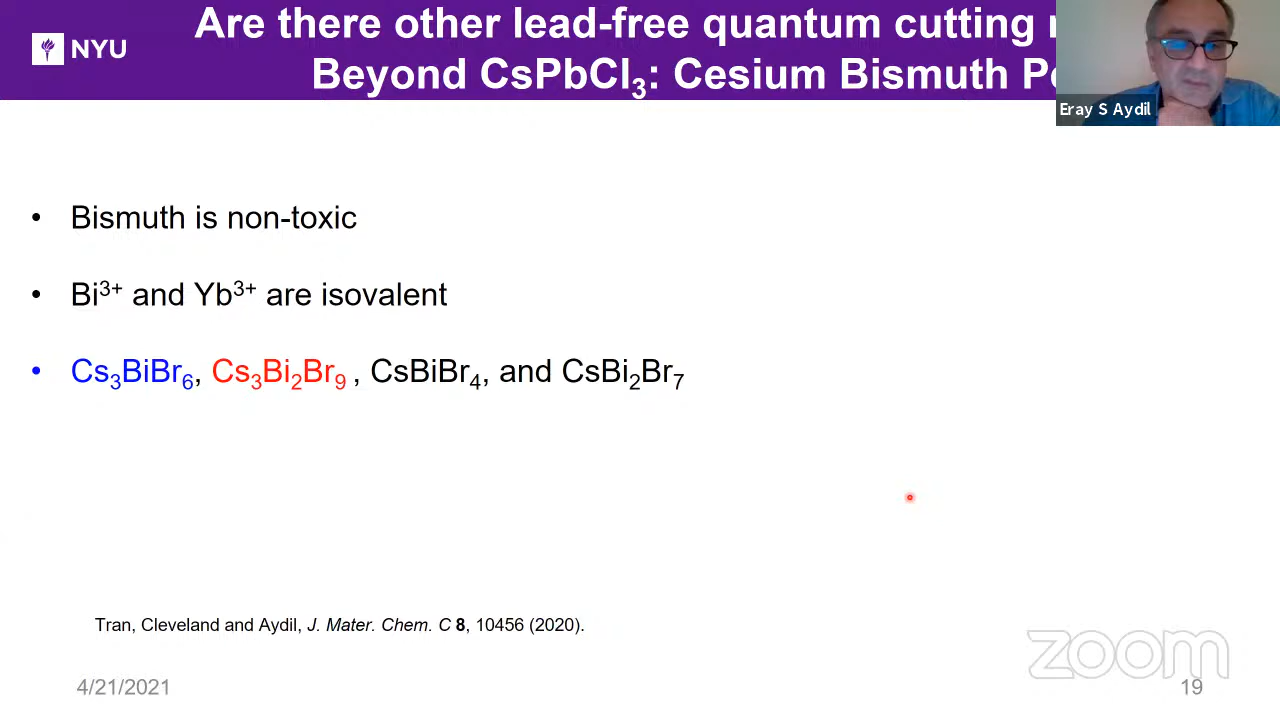 Are there other lead-free quantum cutting
Beyond CsPbCl₃: Cesium Bismuth
NYU
Eray S Aydil
• Bismuth is non-toxic
• Bi³⁺ and Yb³⁺ are isovalent
• Cs₃BiBr₆, Cs₃Bi₂Br₉ , CsBiBr₄, and CsBi₂Br₇
Tran, Cleveland and Aydil, J. Mater. Chem. C 8, 10456 (2020).
zoom
4/21/2021
19